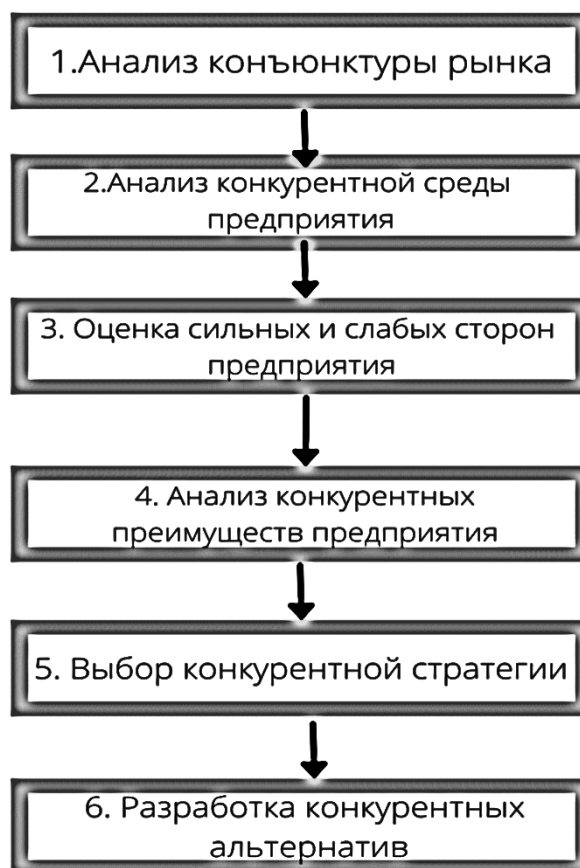 1.Анализ конъюнктуры рынка
2.Анализ конкурентной среды
предприятия
3. Оценка сильных и слабых сторон
предприятия
4. Анализ конкурентных
преимуществ предприятия
5. Выбор конкурентной стратегии
6. Разработка конкурентных
альтернатив